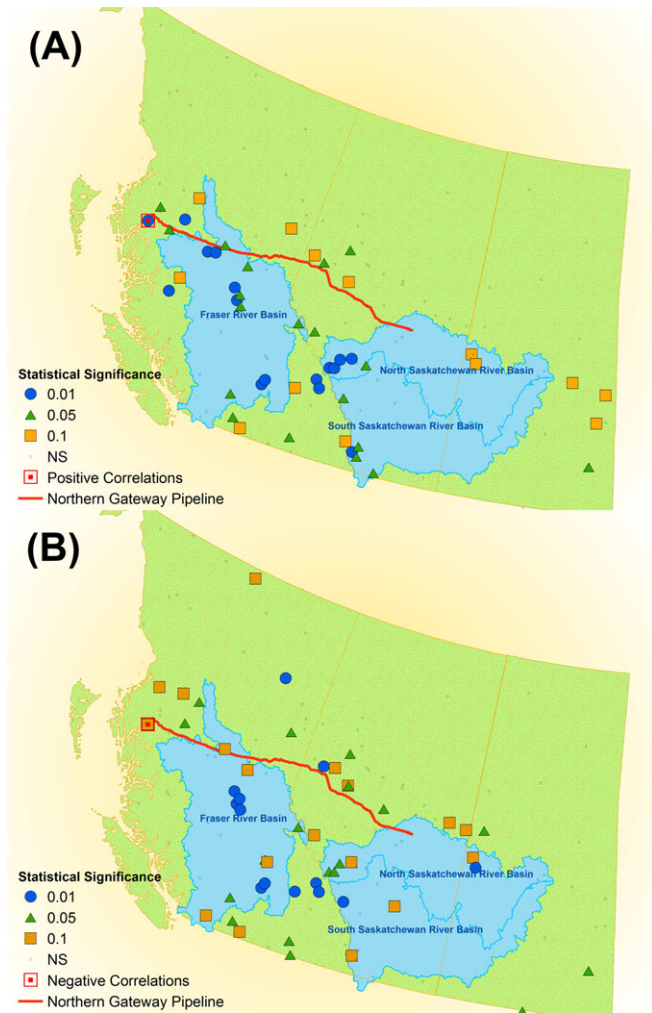 (A)
Fraser River Basin
North Saskatchewan River Basin
South Saskatchewan River Basin
Statistical Significance
0.01
0.05
0.1
NS
Positive Correlations
Northern Gateway Pipeline
(B)
Fraser River Basin
North Saskatchewan River Basin
South Saskatchewan River Basin
Statistical Significance
0.01
0.05
0.1
NS
Negative Correlations
Northern Gateway Pipeline